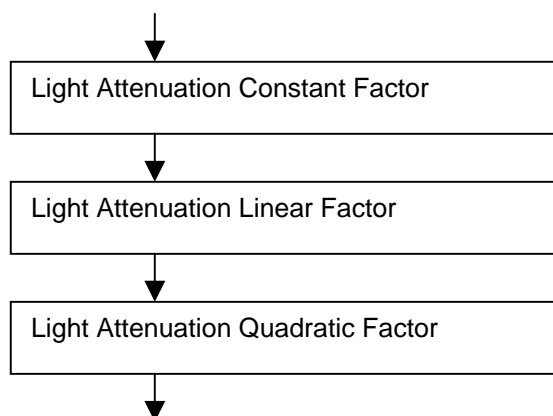 Light Attenuation Constant Factor
Light Attenuation Linear Factor
Light Attenuation Quadratic Factor